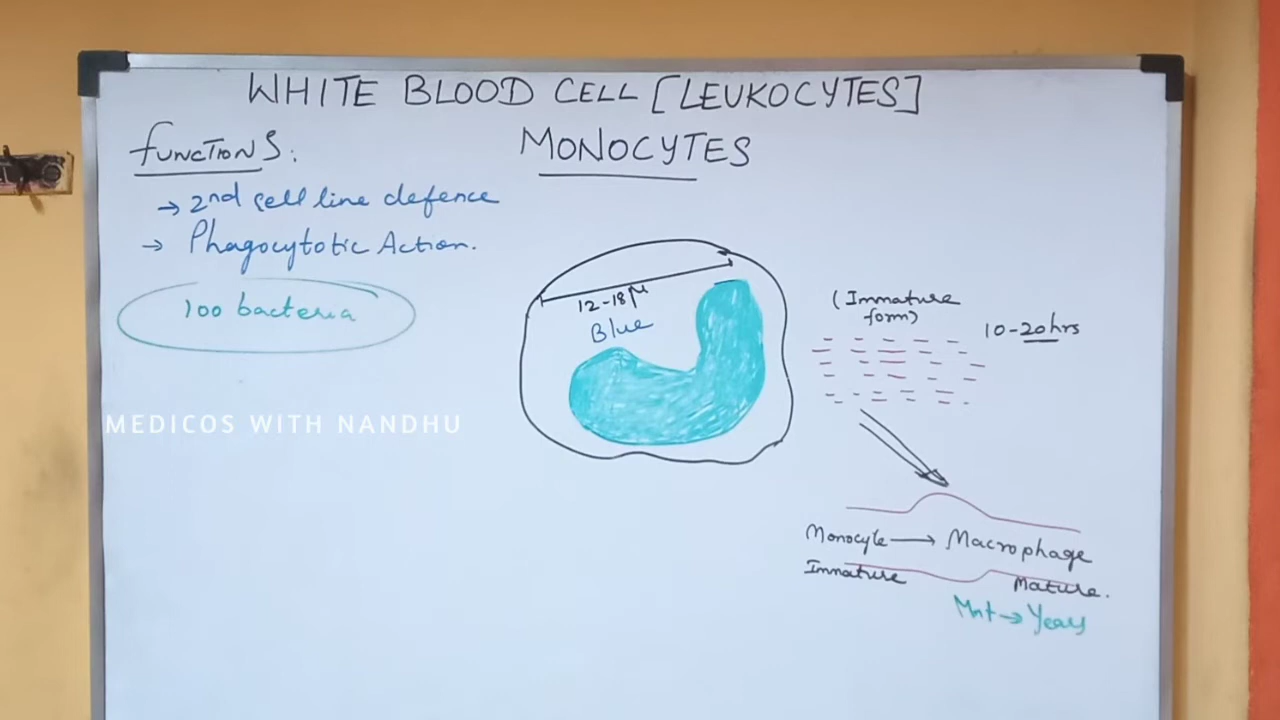 WHITE BLOOD CELL [LEUKOCYTES]
MONOCYTES
FUNCTIONS:
→ 2nd cell line defence
→ Phagocytotic Action.
100 bacteria
12-18 μ
Blue
(Immature
form)
10-20hrs
MEDICOS WITH NANDHU
Monocyte → Macrophage
Immature
Mature.
Mnt → Years